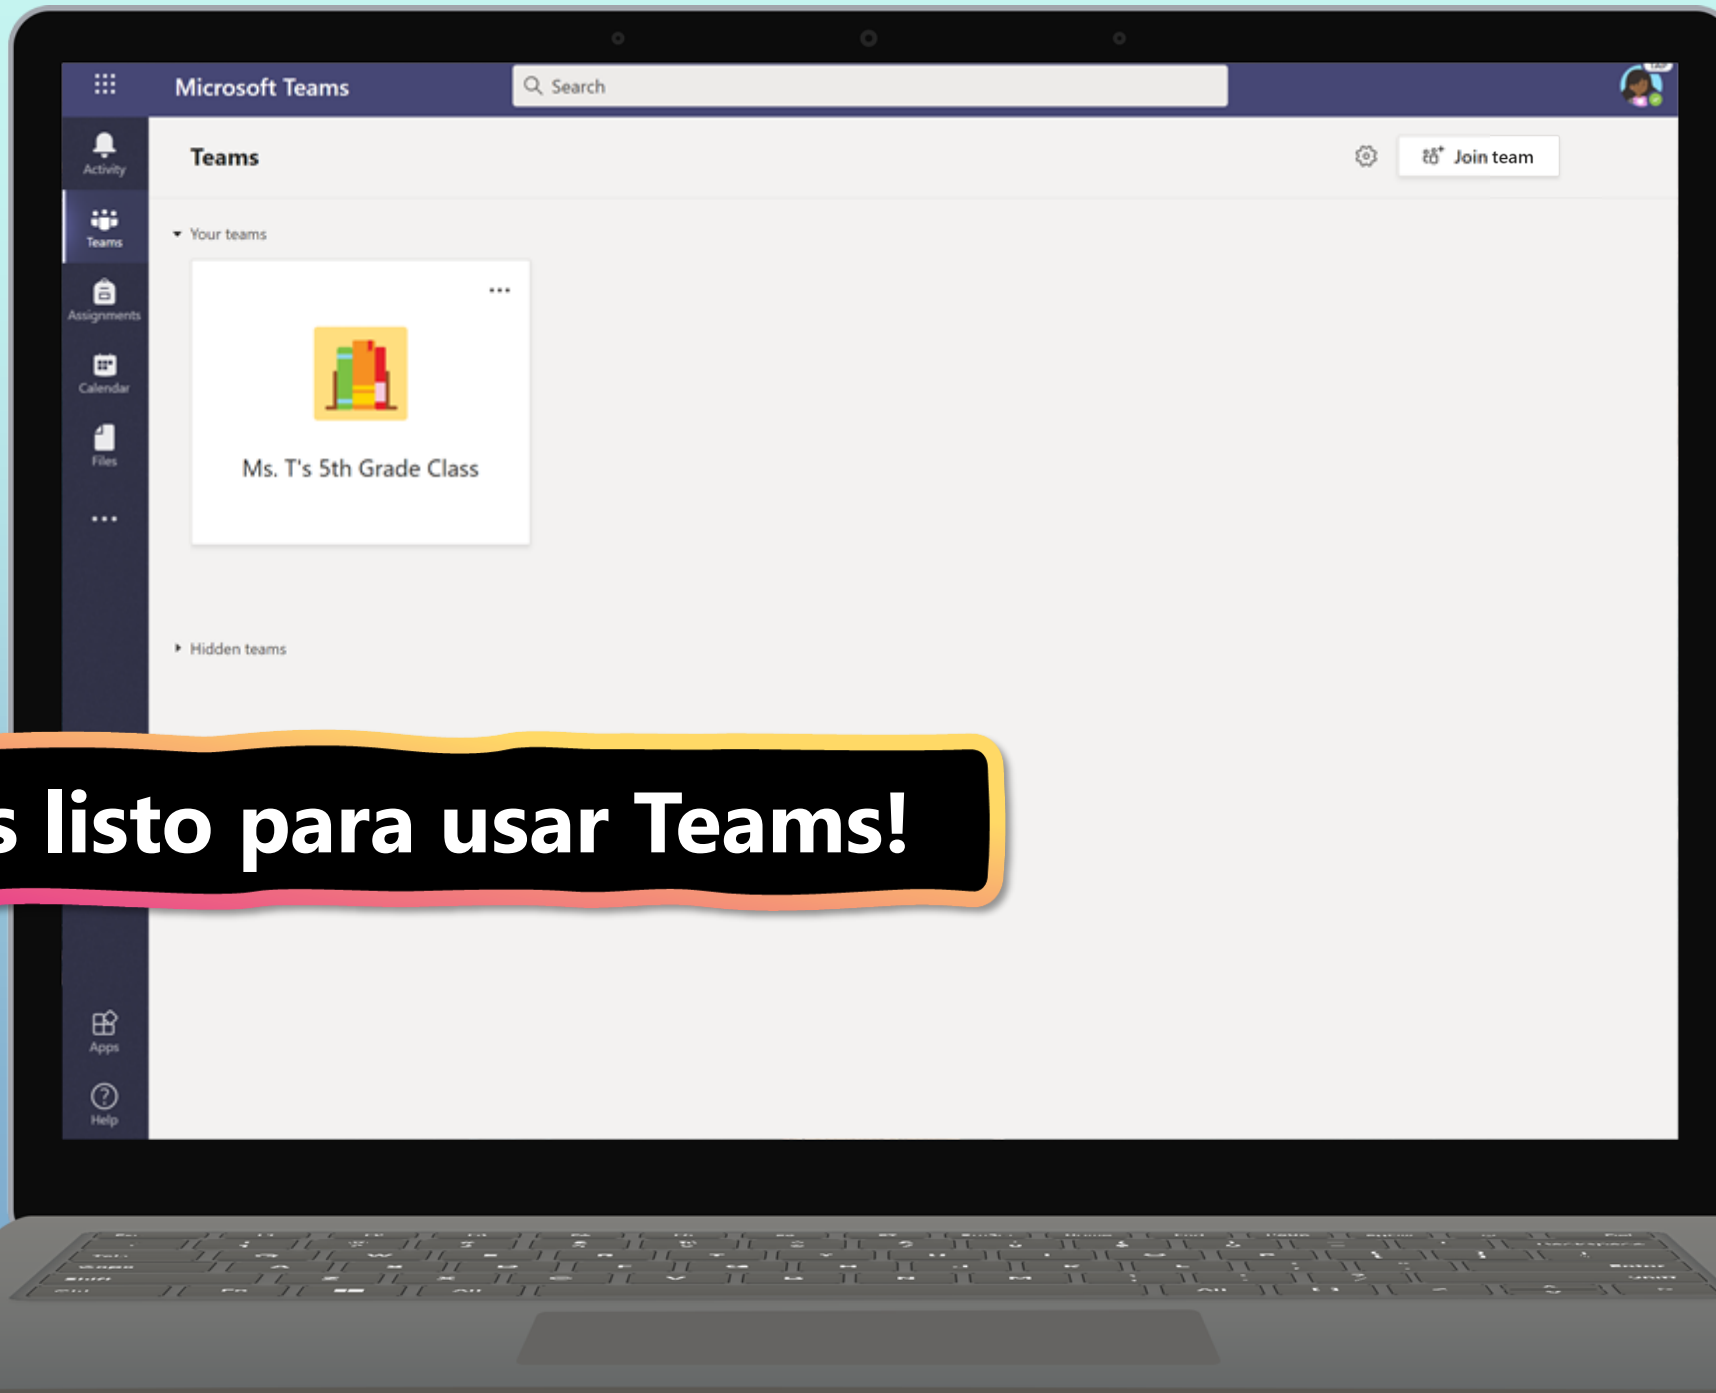 Microsoft Teams
Search
Activity
Teams
Join team
Teams
Your teams
Assignments
Calendar
Files
Ms. T's 5th Grade Class
Hidden teams
s listo para usar Teams!
Apps
Help